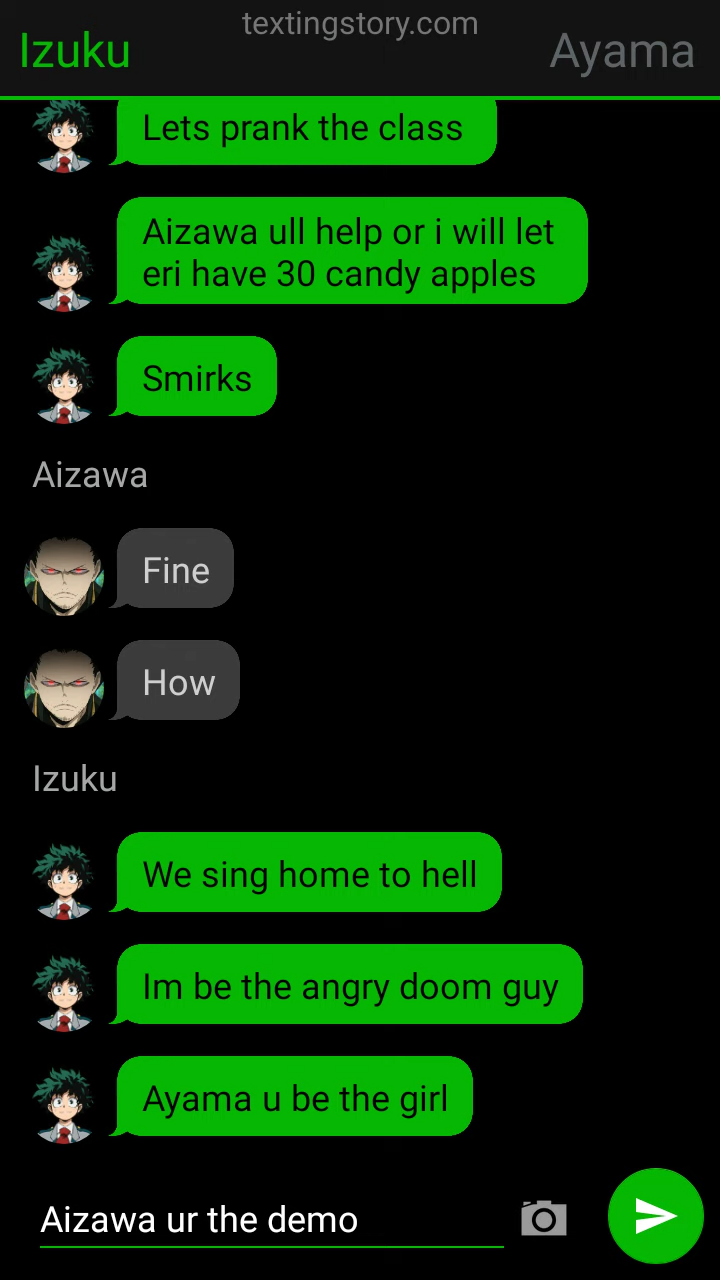 textingstory.com
Izuku
Ayama
Lets prank the class
Aizawa ull help or i will let
eri have 30 candy apples
Smirks
Aizawa
Fine
How
Izuku
We sing home to hell
Im be the angry doom guy
Ayama u be the girl
Aizawa ur the demo